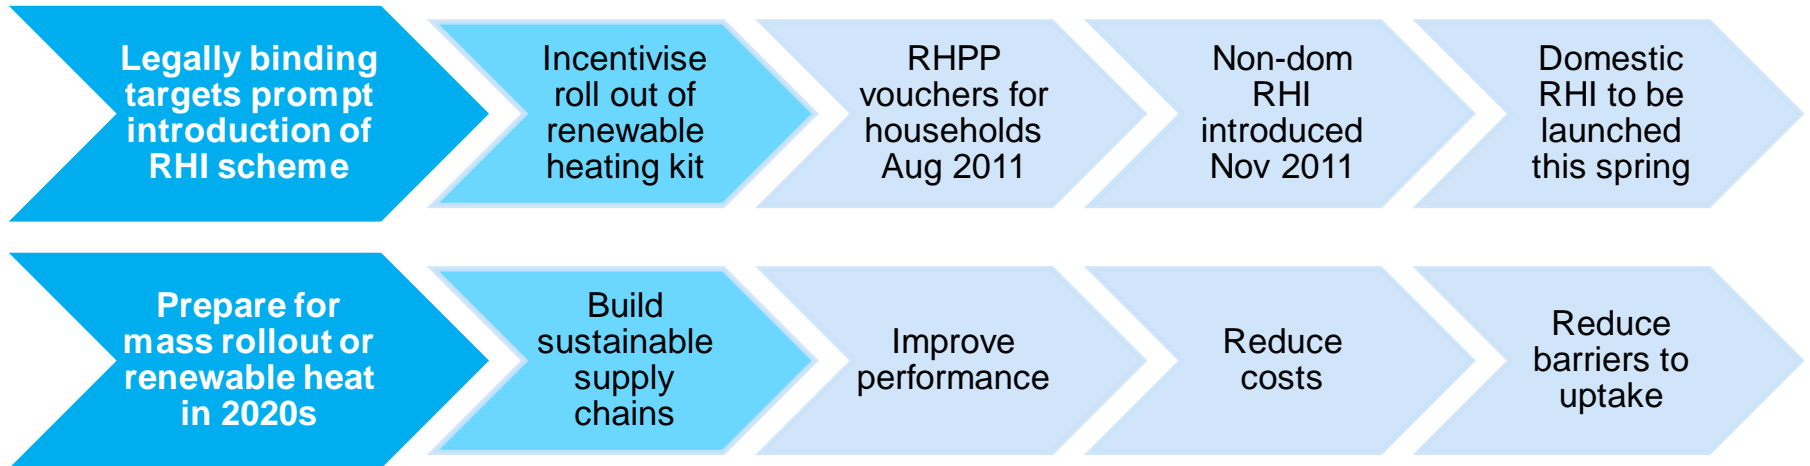 Legally binding
targets prompt
introduction of
RHI scheme
Incentivise
roll out of
renewable
heating kit
RHPP
vouchers for
households
Aug 2011
Non-dom
RHI
introduced
Nov 2011
Domestic
RHI to be
launched
this spring
Prepare for
mass rollout or
renewable heat
in 2020s
Build
sustainable
supply
chains
Improve
performance
Reduce
costs
Reduce
barriers to
uptake